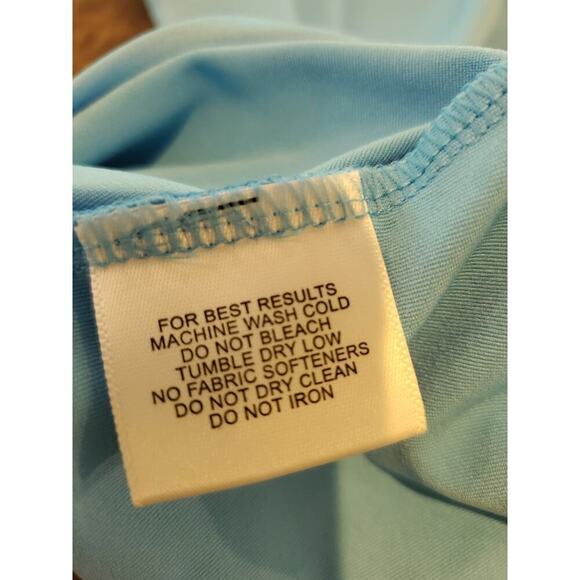 FOR BEST RESULTS
MACHINE WASH COLD
DO NOT BLEACH
TUMBLE DRY LOW
NO FABRIC SOFTENERS
DO NOT DRY CLEAN
DO NOT IRON